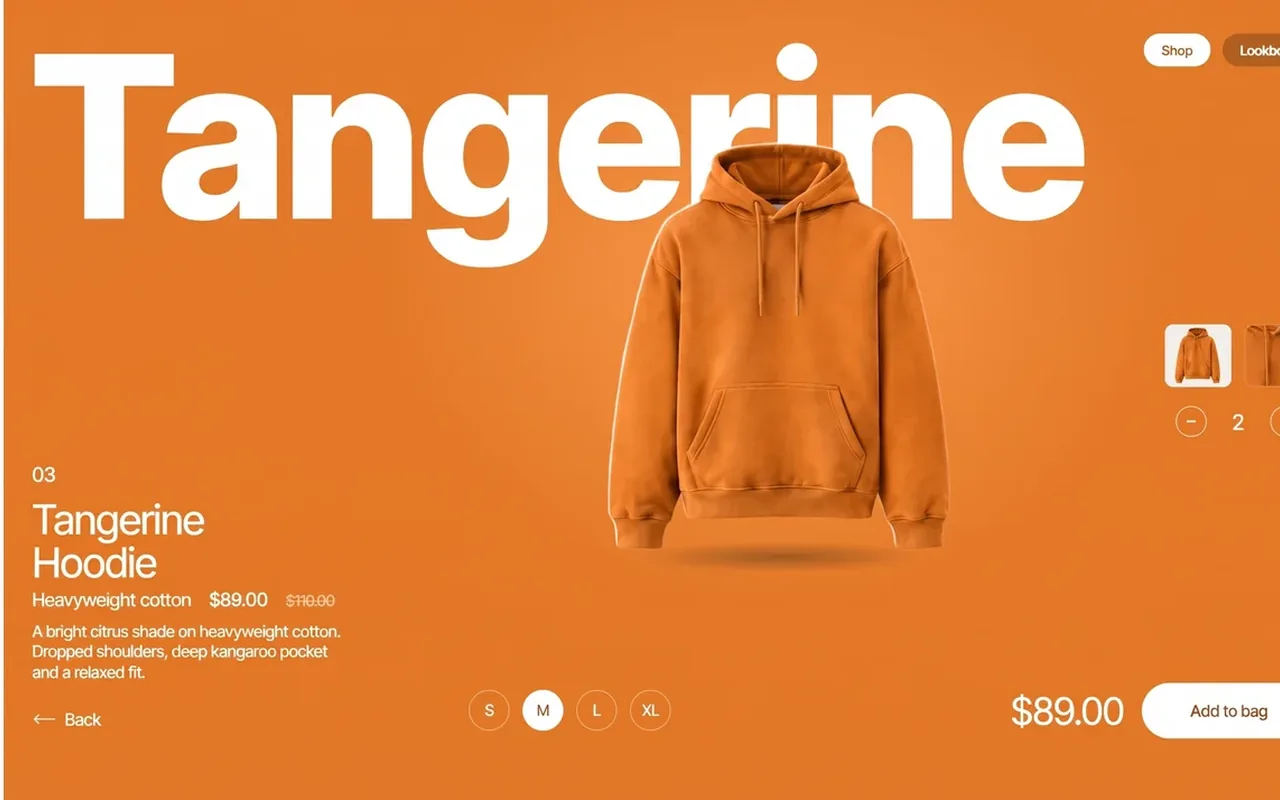 Tangerine
Shop
Lookbo
2
03
Tangerine
Hoodie
Heavyweight cotton $89.00 $110.00
A bright citrus shade on heavyweight cotton.
Dropped shoulders, deep kangaroo pocket
and a relaxed fit.
← Back
S M L XL
$89.00
Add to bag